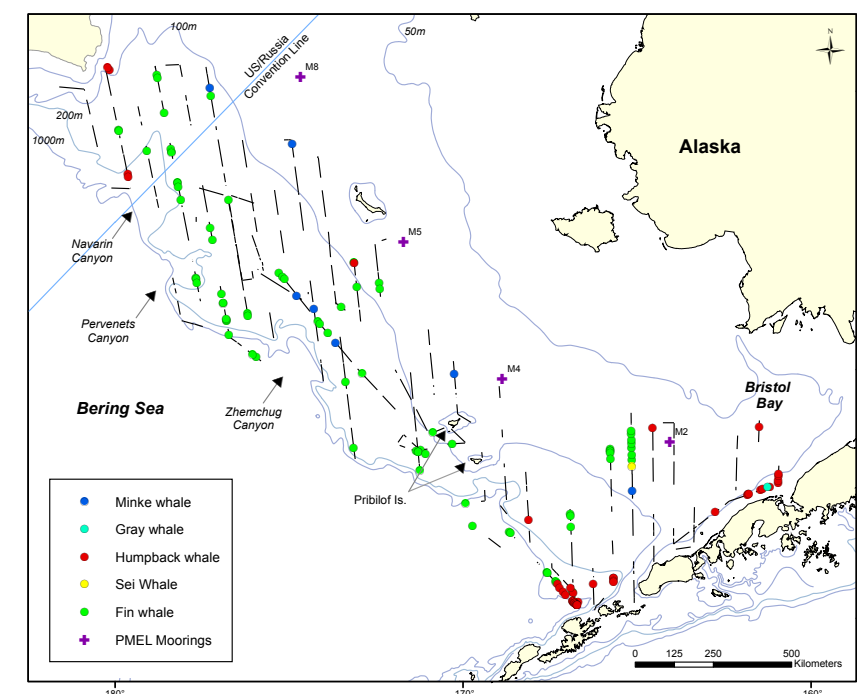 100m
50m
N
US/Russia
Convention Line
M8
200m
1000m
Alaska
Navarin
Canyon
M5
Pervenets
Canyon
M4
Bering Sea
Zhemchug
Canyon
Bristol
Bay
M2
Pribilof Is.
Minke whale
Gray whale
Humpback whale
Sei Whale
Fin whale
PMEL Moorings
0 125 250 500
Kilometers
180°
170°
160°